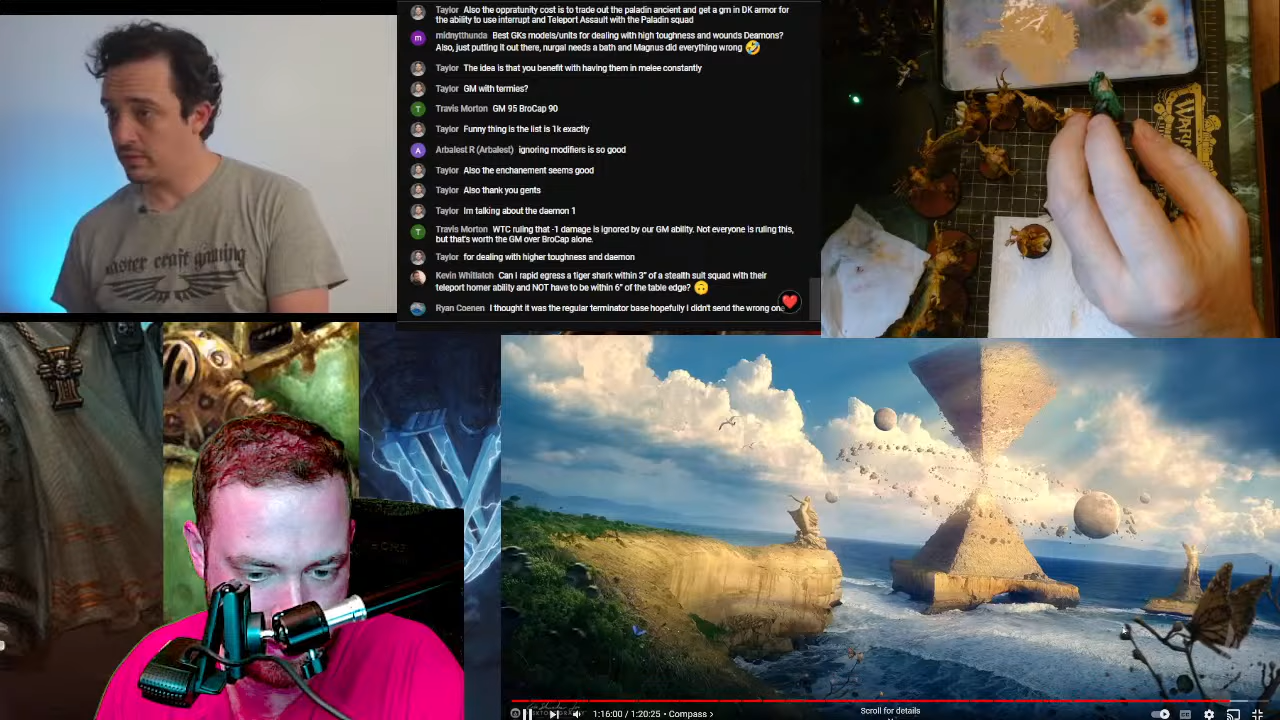 Taylor Also the oppratunity cost is to trade out the paladin ancient and get a gm in DK armor for
the ability to use interrupt and Teleport Assault with the Paladin squad
m midnytthunda Best GKs models/units for dealing with high toughness and wounds Deamons?
Also, just putting it out there, nurgal needs a bath and Magnus did everything wrong 🤣
Taylor The idea is that you benefit with having them in melee constantly
Taylor GM with termies?
T Travis Morton GM 95 BroCap 90
Taylor Funny thing is the list is 1k exactly
A Arbalest R (Arbalest) ignoring modifiers is so good
Taylor Also the enchanement seems good
Taylor Also thank you gents
Taylor Im talking about the daemon 1
T Travis Morton WTC ruling that -1 damage is ignored by our GM ability. Not everyone is ruling this,
but that's worth the GM over BroCap alone.
Taylor for dealing with higher toughness and daemon
Kevin Whitlatch Can I rapid egress a tiger shark within 3" of a stealth suit squad with their
teleport homer ability and NOT have to be within 6" of the table edge? 🙃
Ryan Coenen I thought it was the regular terminator base hopefully I didn't send the wrong
master craft gaming
1:16:00 / 1:20:25 • Compass >
Scroll for details